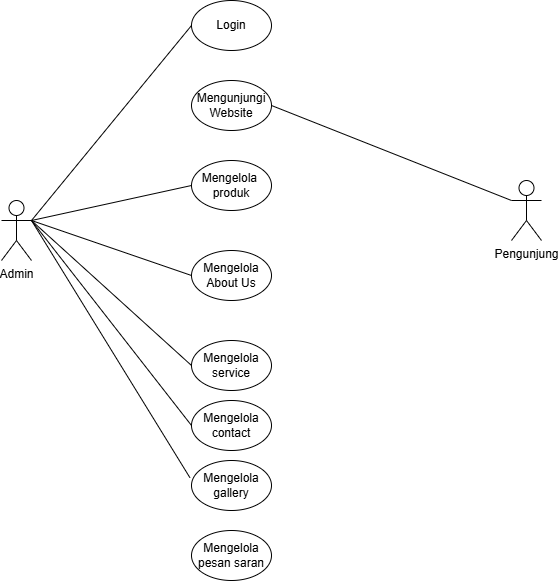 Login
Mengunjungi
Website
Mengelola
produk
Admin
Pengunjung
Mengelola
About Us
Mengelola
service
Mengelola
contact
Mengelola
gallery
Mengelola
pesan saran